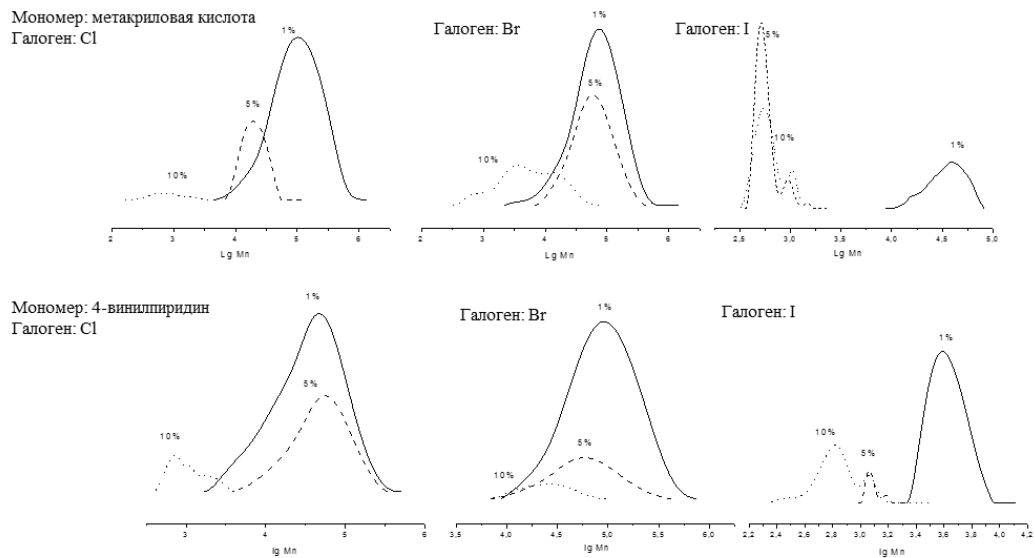 Мономер: метакриловая кислота
Галоген: Cl
1%
5%
10%
2 3 4 5 6
Lg Mn
Галоген: Br
1%
5%
10%
2 3 4 5 6
Lg Mn
Галоген: I
5%
10%
1%
2,5 3,0 3,5 4,0 4,5 5,0
Lg Mn
Мономер: 4-винилпиридин
Галоген: Cl
1%
5%
10%
3 4 5 6
lg Mn
Галоген: Br
1%
5%
10%
3,5 4,0 4,5 5,0 5,5 6,0
lg Mn
Галоген: I
1%
10%
5%
2,2 2,4 2,6 2,8 3,0 3,2 3,4 3,6 3,8 4,0 4,2
lg Mn